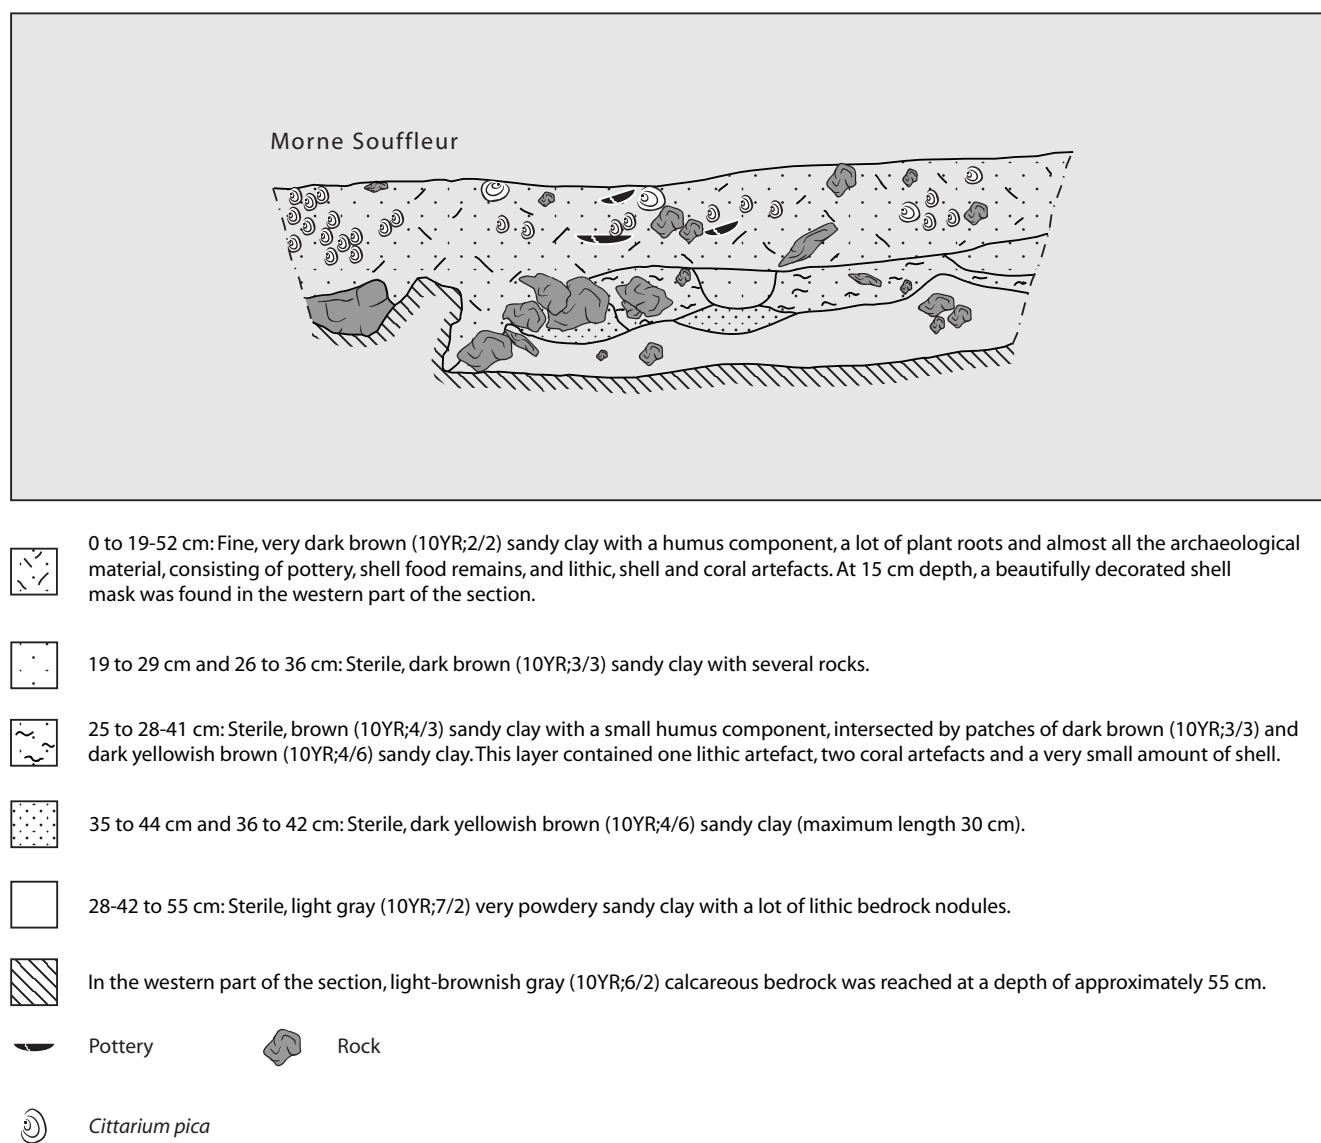 Morne Souffleur
0 to 19-52 cm: Fine, very dark brown (10YR;2/2) sandy clay with a humus component, a lot of plant roots and almost all the archaeological
material, consisting of pottery, shell food remains, and lithic, shell and coral artefacts. At 15 cm depth, a beautifully decorated shell
mask was found in the western part of the section.
19 to 29 cm and 26 to 36 cm: Sterile, dark brown (10YR;3/3) sandy clay with several rocks.
25 to 28-41 cm: Sterile, brown (10YR;4/3) sandy clay with a small humus component, intersected by patches of dark brown (10YR;3/3) and
dark yellowish brown (10YR;4/6) sandy clay. This layer contained one lithic artefact, two coral artefacts and a very small amount of shell.
35 to 44 cm and 36 to 42 cm: Sterile, dark yellowish brown (10YR;4/6) sandy clay (maximum length 30 cm).
28-42 to 55 cm: Sterile, light gray (10YR;7/2) very powdery sandy clay with a lot of lithic bedrock nodules.
In the western part of the section, light-brownish gray (10YR;6/2) calcareous bedrock was reached at a depth of approximately 55 cm.
Pottery Rock
Cittarium pica